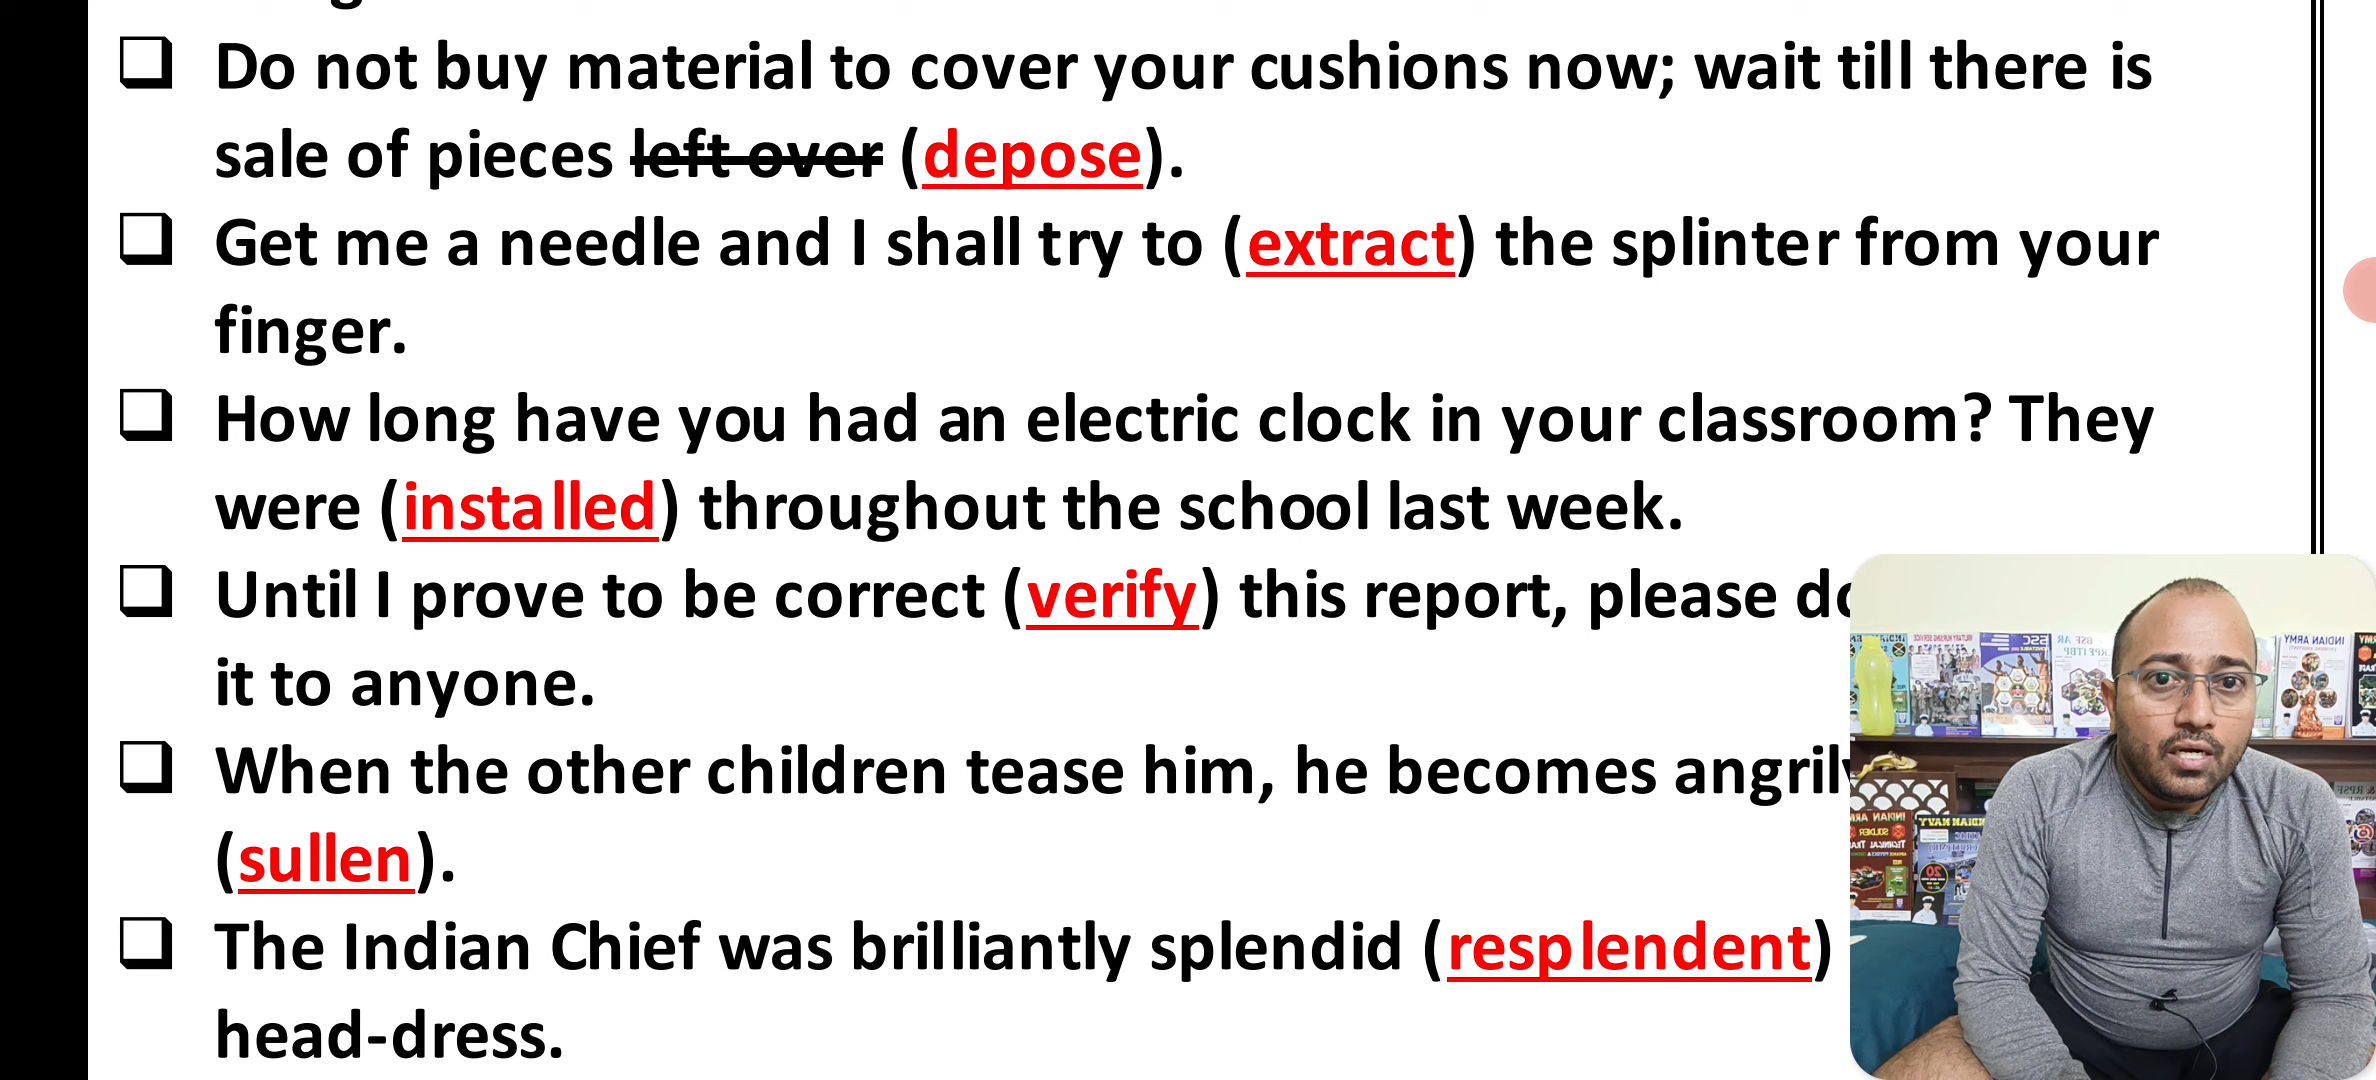 Do not buy material to cover your cushions now; wait till there is
sale of pieces left over (depose).
Get me a needle and I shall try to (extract) the splinter from your
finger.
How long have you had an electric clock in your classroom? They
were (installed) throughout the school last week.
Until I prove to be correct (verify) this report, please
it to anyone.
When the other children tease him, he becomes
(sullen).
The Indian Chief was brilliantly splendid (resplendent)
head-dress.